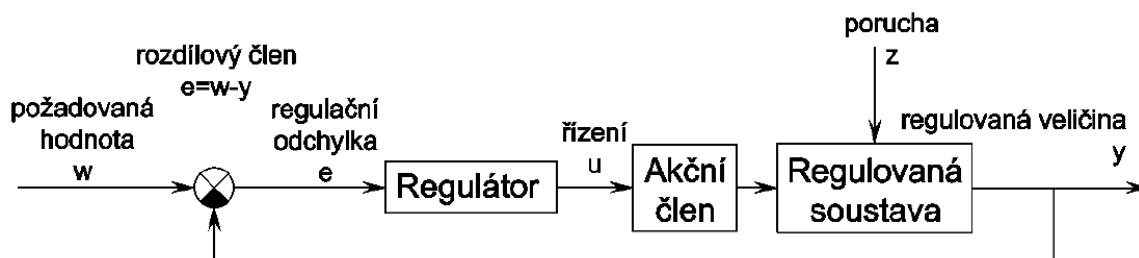 rozdílový člen
e=w-y
požadovaná
hodnota
w
regulační
odchylka
e
Regulátor
řízení
u
Akční
člen
porucha
z
Regulovaná
soustava
regulovaná veličina
y